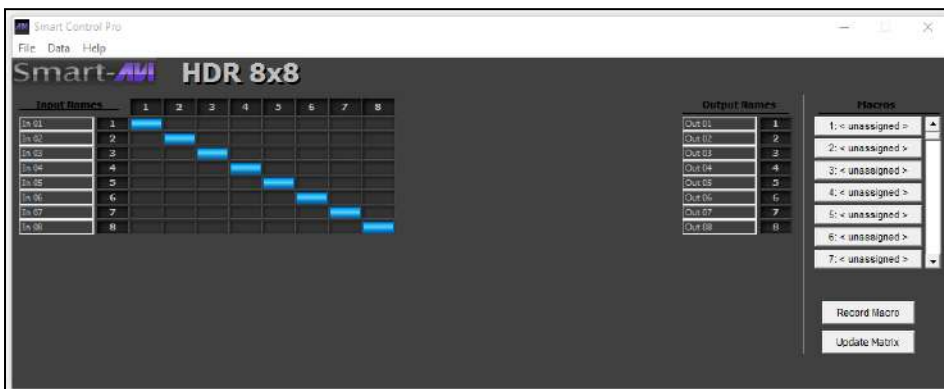 Smart Control Pro
File Data Help
Smart-AVI HDR 8x8
Input Names 1 2 3 4 5 6 7 8 Output Names Macros
In 01 1 Out 01 1 1: < unassigned >
In 02 2 Out 02 2 2: < unassigned >
In 03 3 Out 03 3 3: < unassigned >
In 04 4 Out 04 4 4: < unassigned >
In 05 5 Out 05 5 5: < unassigned >
In 06 6 Out 06 6 6: < unassigned >
In 07 7 Out 07 7 7: < unassigned >
In 08 8 Out 08 8
Record Macro
Update Matrix